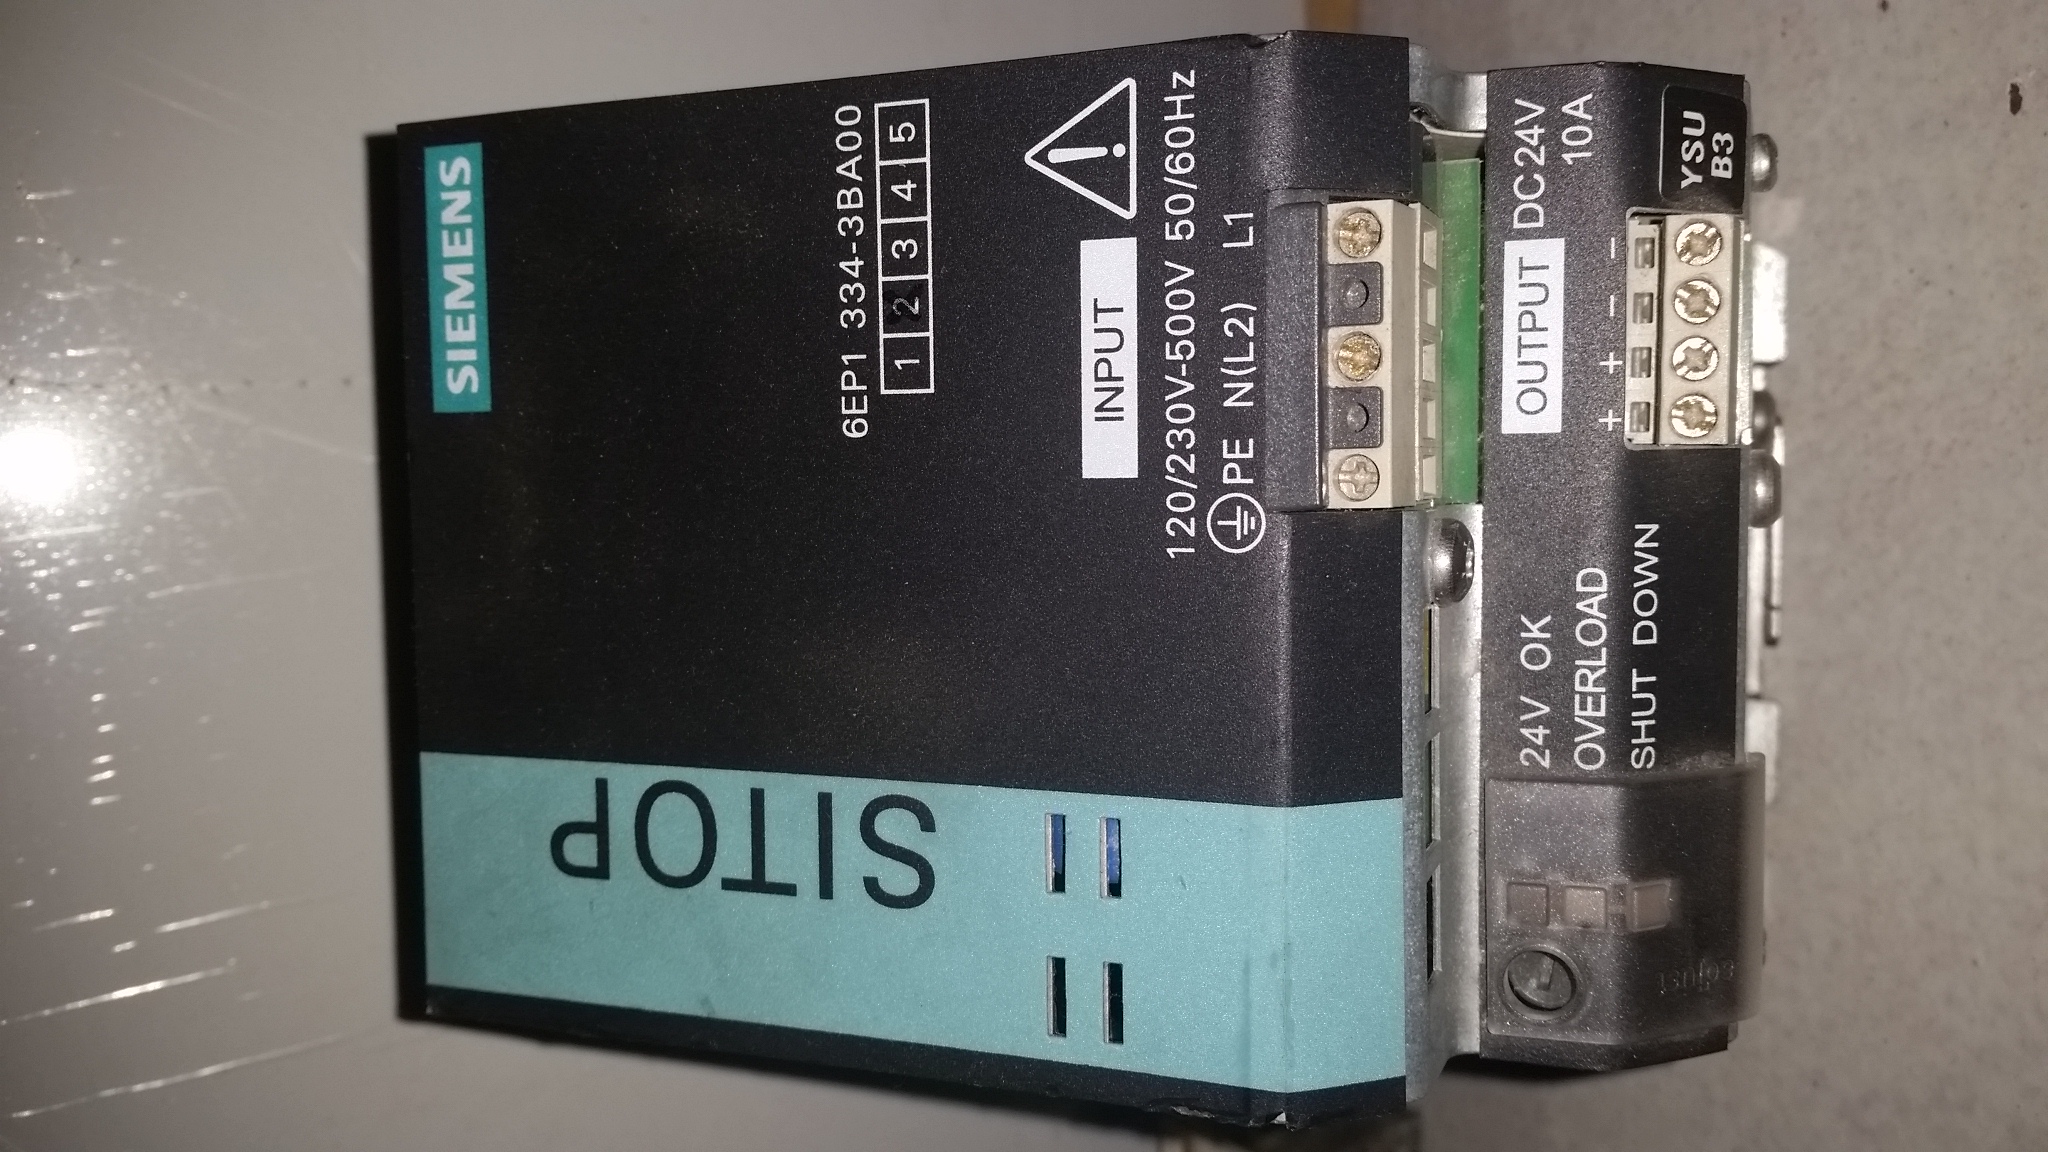 SIEMENS
6EP1 334-3BA00
1 2 3 4 5
INPUT
120/230V-500V 50/60Hz
PE N(L2) L1
SITOP
OUTPUT DC24V
10A
+ + - -
YSU
B3
24V OK
OVERLOAD
SHUT DOWN
adjust